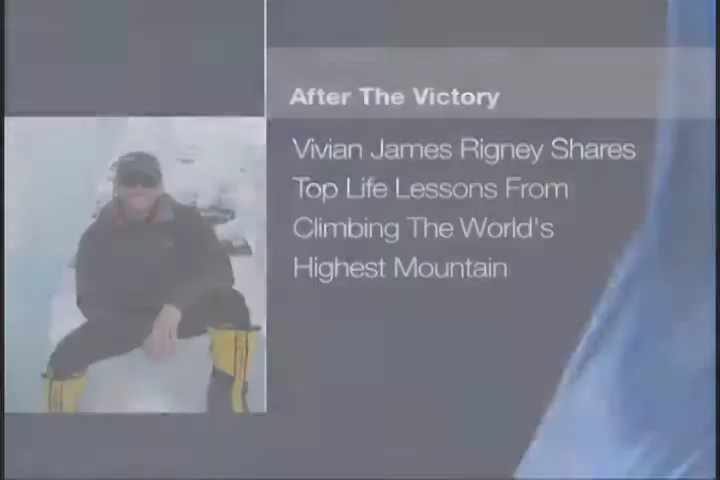 After The Victory
Vivian James Rigney Shares
Top Life Lessons From
Climbing The World's
Highest Mountain